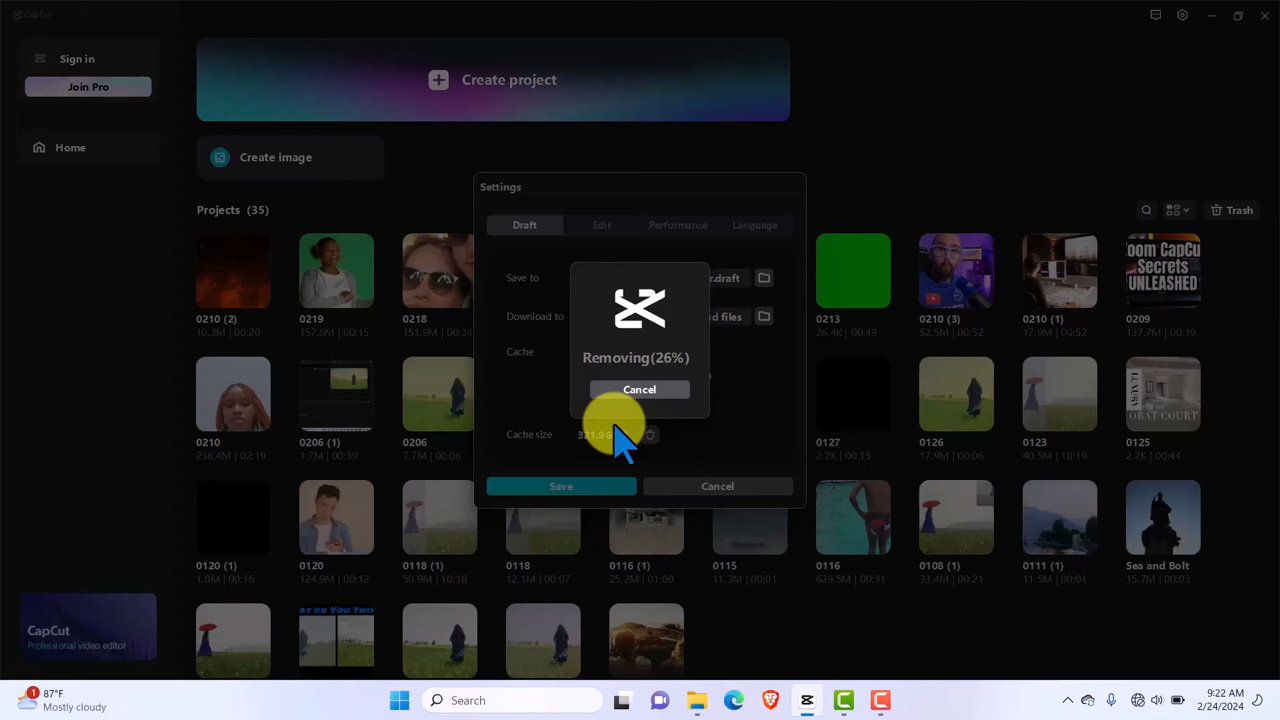 CapCut
Sign in
Join Pro
Home
Create project
Create image
Projects (35)
Trash
Settings
Draft Edit Performance Language
Save to
r.draft
Download to
d files
Cache
Removing(26%)
Cancel
Cache size
Save Cancel
0210 (2) 0219 0218 0213 0210 (3) 0210 (1) 0209
10.3M | 00:20 157.8M | 00:15 151.9M | 00:34 26.4K | 00:49 52.5M | 00:52 17.9M | 00:52 137.7M | 00:19
ZOOM CAPCUT
SECRETS
UNLEASHED
0210 0206 (1) 0206 0127 0126 0123 0125
236.4M | 02:19 1.7M | 00:39 7.7M | 00:06 2.2K | 00:00 17.9M | 00:06 40.5M | 10:19 2.2K | 00:44
LUXURY
0120 (1) 0120 0118 (1) 0118 0116 (1) 0115 0116 0108 (1) 0111 (1) Sea and Bolt
1.0M | 00:16 124.9M | 00:12 50.9M | 10:18 12.1M | 00:07 25.2M | 01:00 11.3M | 00:01 629.5M | 00:31 33.4M | 00:21 11.5M | 00:01 15.7M | 00:03
AT DO YOU THIN
CapCut
Professional video editor
1
87°F
Mostly cloudy
Search
9:22 AM
2/24/2024